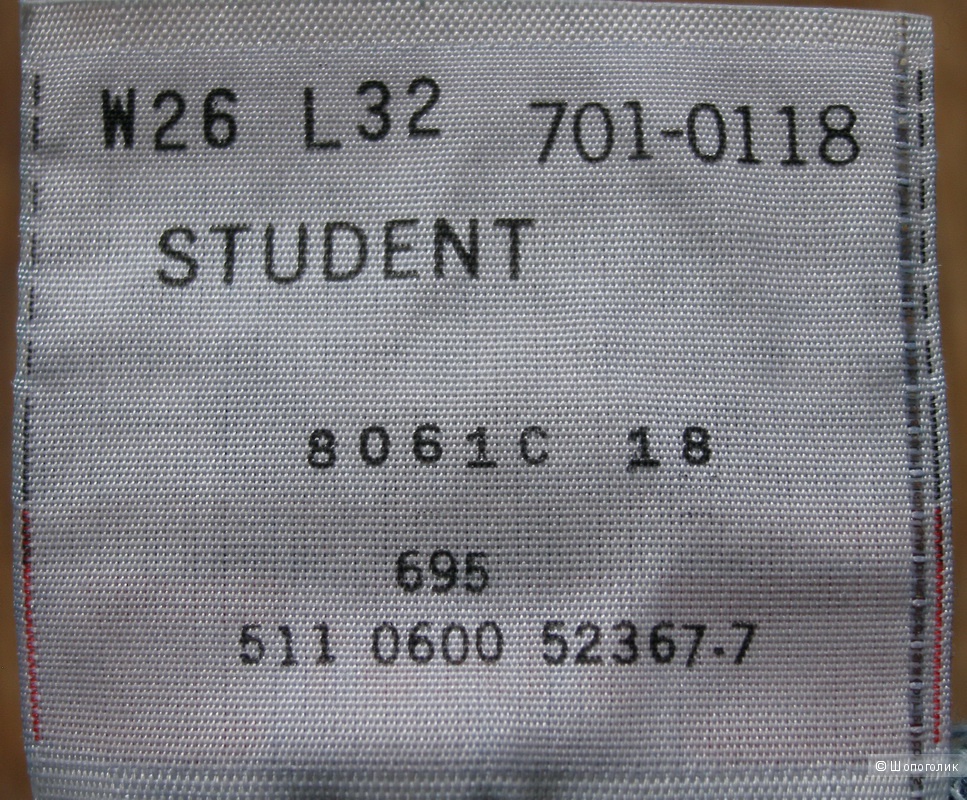 W26 L32 701-0118
STUDENT
8061C 18
695
511 0600 52367.7
© Шопоголик